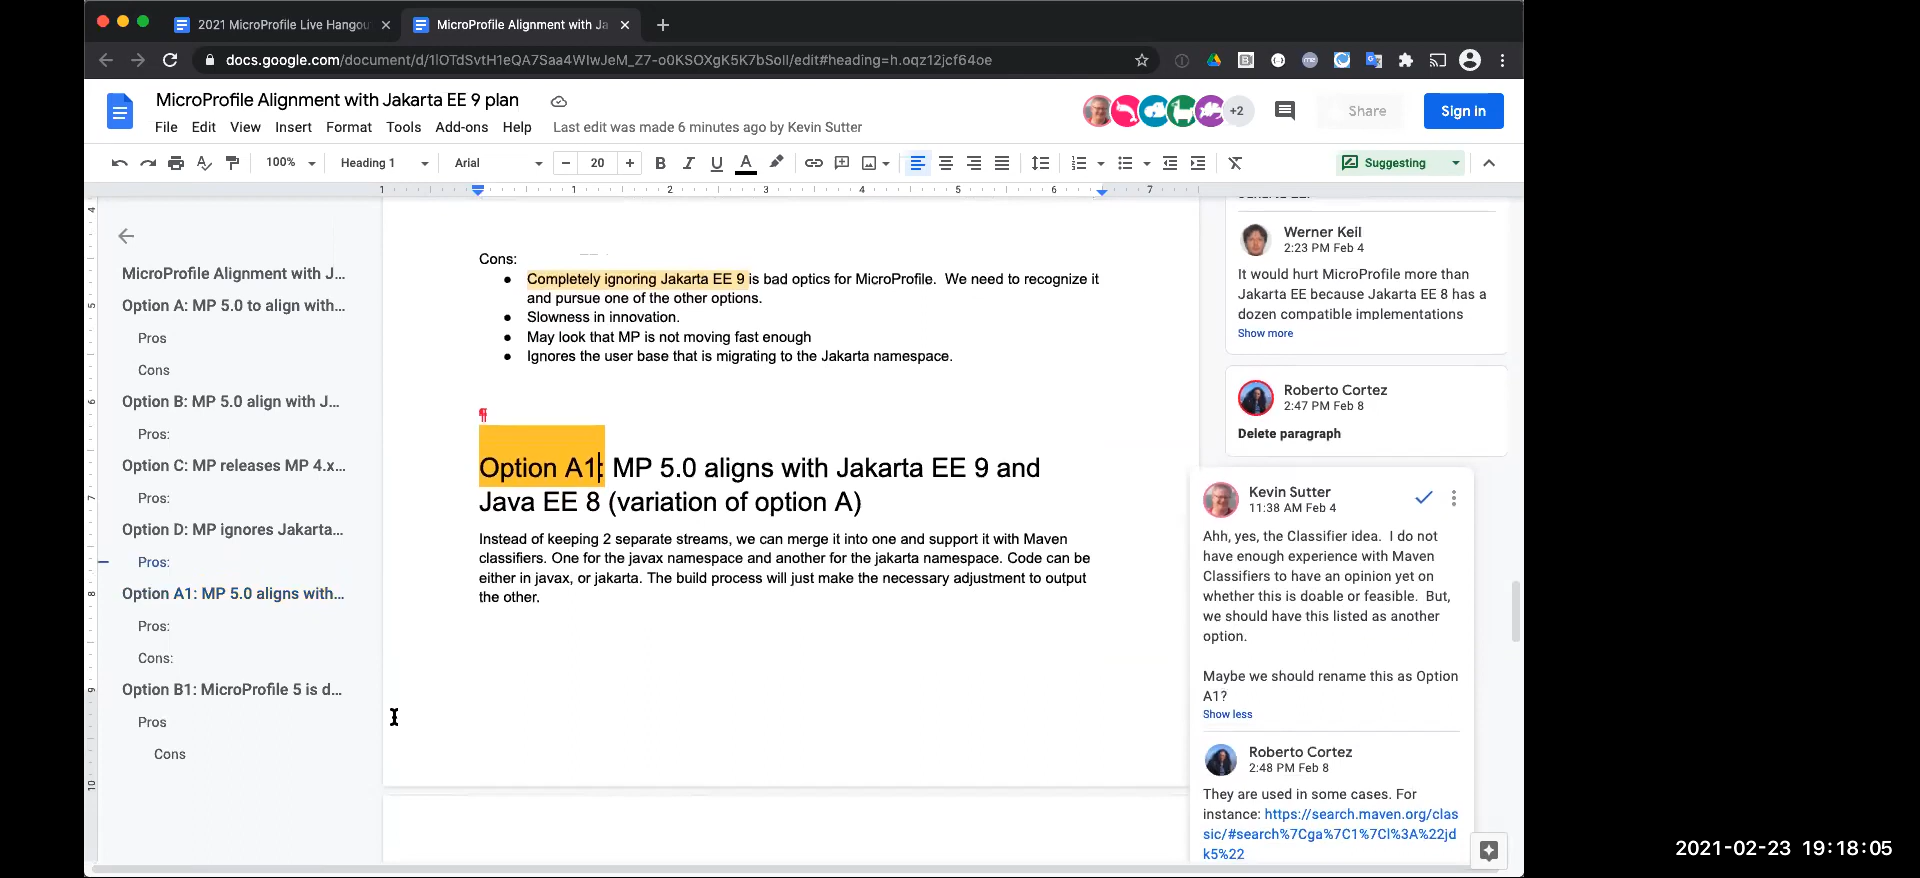 2021 MicroProfile Live Hangou
MicroProfile Alignment with Ja
docs.google.com/document/d/1lOTdSvtH1eQA7Saa4WIwJeM_Z7-o0KSOXgK5K7bSoII/edit#heading=h.oqz12jcf64oe
MicroProfile Alignment with Jakarta EE 9 plan
+2
Share
Sign in
File Edit View Insert Format Tools Add-ons Help Last edit was made 6 minutes ago by Kevin Sutter
100% Heading 1 Arial 20 B I U A Suggesting
1 1 2 3 4 5 6 7
4
5
6
7
8
9
10
MicroProfile Alignment with J...
Option A: MP 5.0 to align with...
Pros
Cons
Option B: MP 5.0 align with J...
Pros:
Option C: MP releases MP 4.x...
Pros:
Option D: MP ignores Jakarta...
Pros:
Option A1: MP 5.0 aligns with...
Pros:
Cons:
Option B1: MicroProfile 5 is d...
Pros
Cons
Cons:
● Completely ignoring Jakarta EE 9 is bad optics for MicroProfile. We need to recognize it
and pursue one of the other options.
● Slowness in innovation.
● May look that MP is not moving fast enough
● Ignores the user base that is migrating to the Jakarta namespace.
¶
Option A1: MP 5.0 aligns with Jakarta EE 9 and
Java EE 8 (variation of option A)
Instead of keeping 2 separate streams, we can merge it into one and support it with Maven
classifiers. One for the javax namespace and another for the jakarta namespace. Code can be
either in javax, or jakarta. The build process will just make the necessary adjustment to output
the other.
Werner Keil
2:23 PM Feb 4
It would hurt MicroProfile more than
Jakarta EE because Jakarta EE 8 has a
dozen compatible implementations
Show more
Roberto Cortez
2:47 PM Feb 8
Delete paragraph
Kevin Sutter
11:38 AM Feb 4
Ahh, yes, the Classifier idea. I do not
have enough experience with Maven
Classifiers to have an opinion yet on
whether this is doable or feasible. But,
we should have this listed as another
option.
Maybe we should rename this as Option
A1?
Show less
Roberto Cortez
2:48 PM Feb 8
They are used in some cases. For
instance: https://search.maven.org/clas
sic/#search%7Cga%7C1%7Cl%3A%22jd
k5%22
2021-02-23 19:18:05